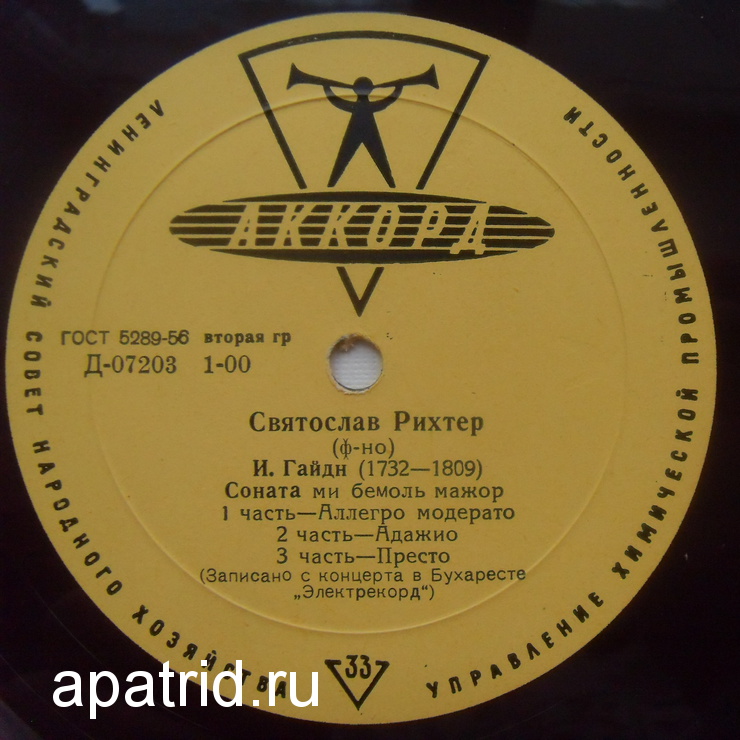 АККОРД
ЛЕНИНГРАДСКИЙ СОВЕТ НАРОДНОГО ХОЗЯЙСТВА
УПРАВЛЕНИЕ ХИМИЧЕСКОЙ ПРОМЫШЛЕННОСТИ
ГОСТ 5289-56 вторая гр
Д-07203 1-00
Святослав Рихтер
(ф-но)
И. Гайдн (1732—1809)
Соната ми бемоль мажор
1 часть—Аллегро модерато
2 часть—Адажио
3 часть—Престо
(Записано с концерта в Бухаресте
„Электрекорд“)
33
apatrid.ru